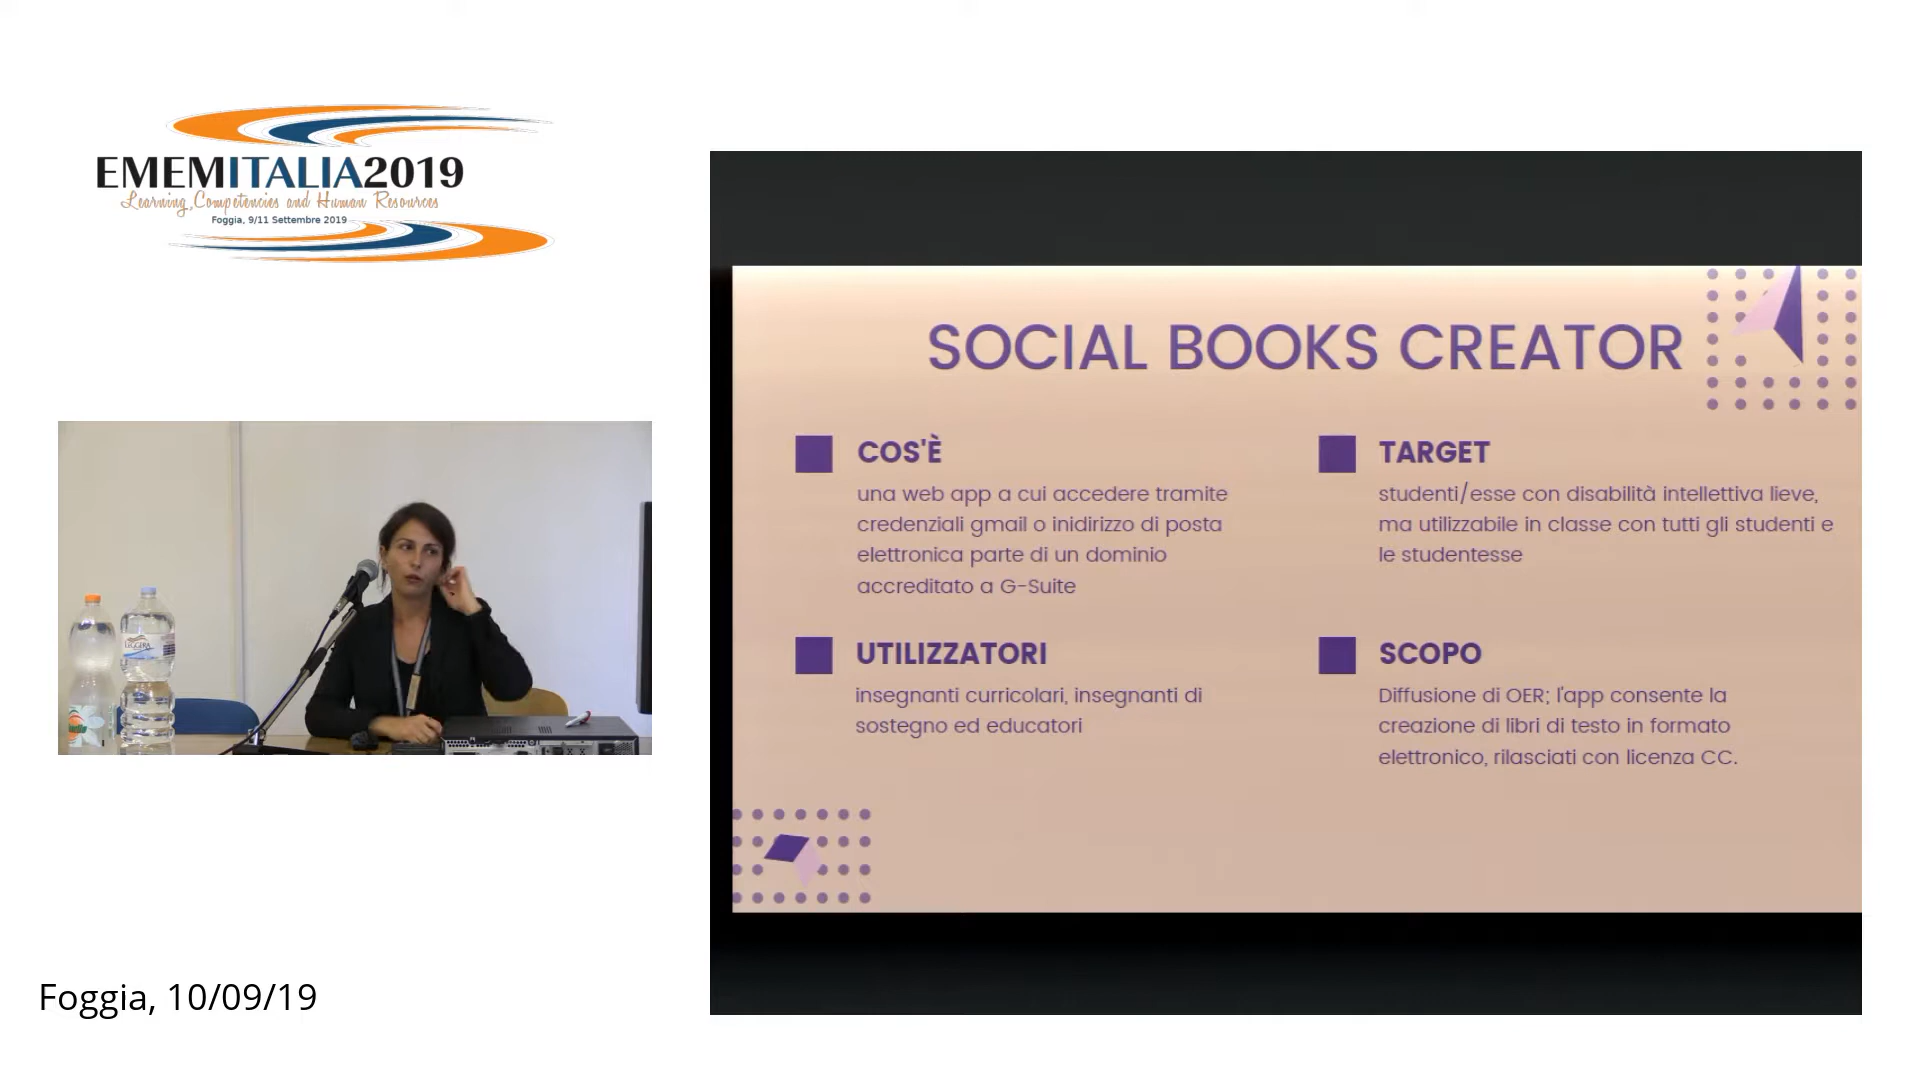 EMEMITALIA2019
Learning, Competencies and Human Resources
Foggia, 9/11 Settembre 2019
SOCIAL BOOKS CREATOR
COS'È
una web app a cui accedere tramite
credenziali gmail o inidirizzo di posta
elettronica parte di un dominio
accreditato a G-Suite
TARGET
studenti/esse con disabilità intellettiva lieve,
ma utilizzabile in classe con tutti gli studenti e
le studentesse
UTILIZZATORI
insegnanti curricolari, insegnanti di
sostegno ed educatori
SCOPO
Diffusione di OER; l'app consente la
creazione di libri di testo in formato
elettronico, rilasciati con licenza CC.
LEGGERA
Foggia, 10/09/19